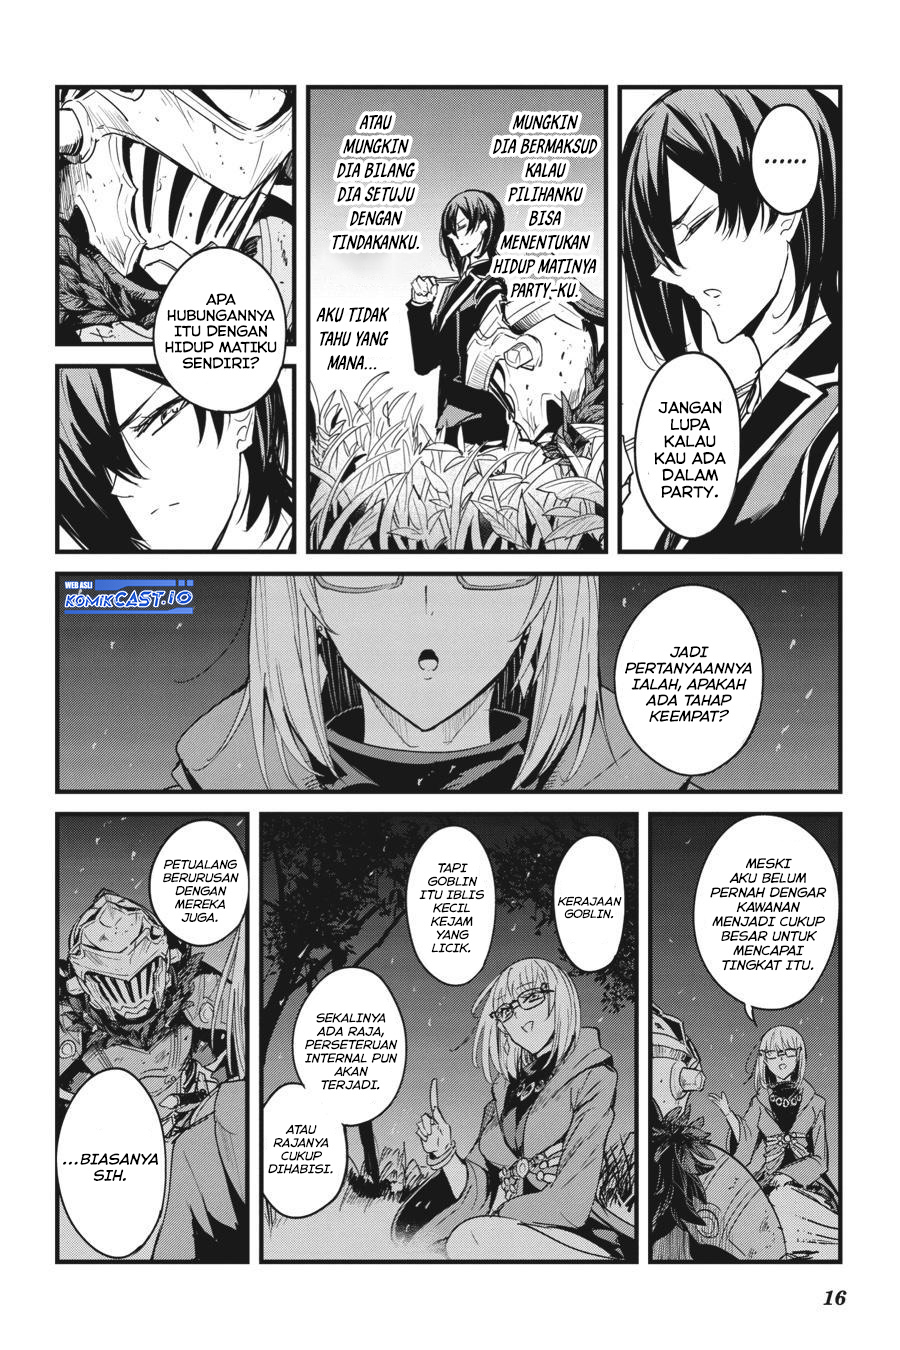 ......
JANGAN
LUPA
KALAU
KAU ADA
DALAM
PARTY.
MUNGKIN
DIA BERMAKSUD
KALAU
PILIHANKU
BISA
MENENTUKAN
HIDUP MATINYA
PARTY-KU.
ATAU
MUNGKIN
DIA BILANG
DIA SETUJU
DENGAN
TINDAKANKU.
AKU TIDAK
TAHU YANG
MANA...
APA
HUBUNGANNYA
ITU DENGAN
HIDUP MATIKU
SENDIRI?
WEB ASLI
KOMIKCAST.iO
JADI
PERTANYAANNYA
IALAH, APAKAH
ADA TAHAP
KEEMPAT?
MESKI
AKU BELUM
PERNAH DENGAR
KAWANAN
MENJADI CUKUP
BESAR UNTUK
MENCAPAI
TINGKAT ITU.
KERAJAAN
GOBLIN.
TAPI
GOBLIN
ITU IBLIS
KECIL
KEJAM
YANG
LICIK.
SEKALINYA
ADA RAJA,
PERSETERUAN
INTERNAL PUN
AKAN
TERJADI.
ATAU
RAJANYA
CUKUP
DIHABISI.
PETUALANG
BERURUSAN
DENGAN
MEREKA
JUGA.
...BIASANYA
SIH.
16